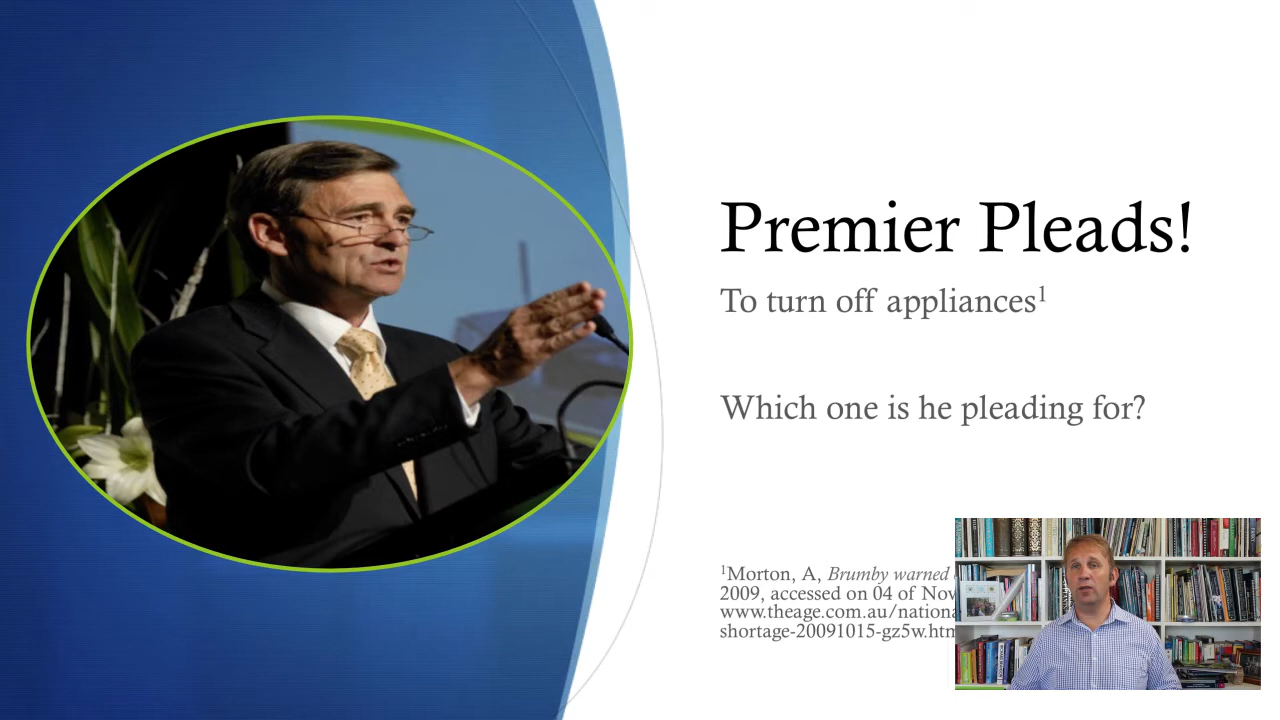 Premier Pleads!
To turn off appliances¹
Which one is he pleading for?
¹Morton, A, Brumby warned
2009, accessed on 04 of Nov
www.theage.com.au/nationa
shortage-20091015-gz5w.htm